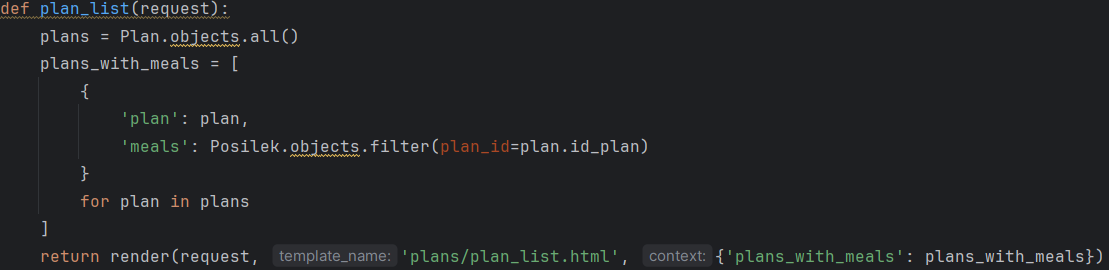 def plan_list(request):
    plans = Plan.objects.all()
    plans_with_meals = [
        {
            'plan': plan,
            'meals': Posilek.objects.filter(plan_id=plan.id_plan)
        }
        for plan in plans
    ]
    return render(request, template_name: 'plans/plan_list.html', context: {'plans_with_meals': plans_with_meals})